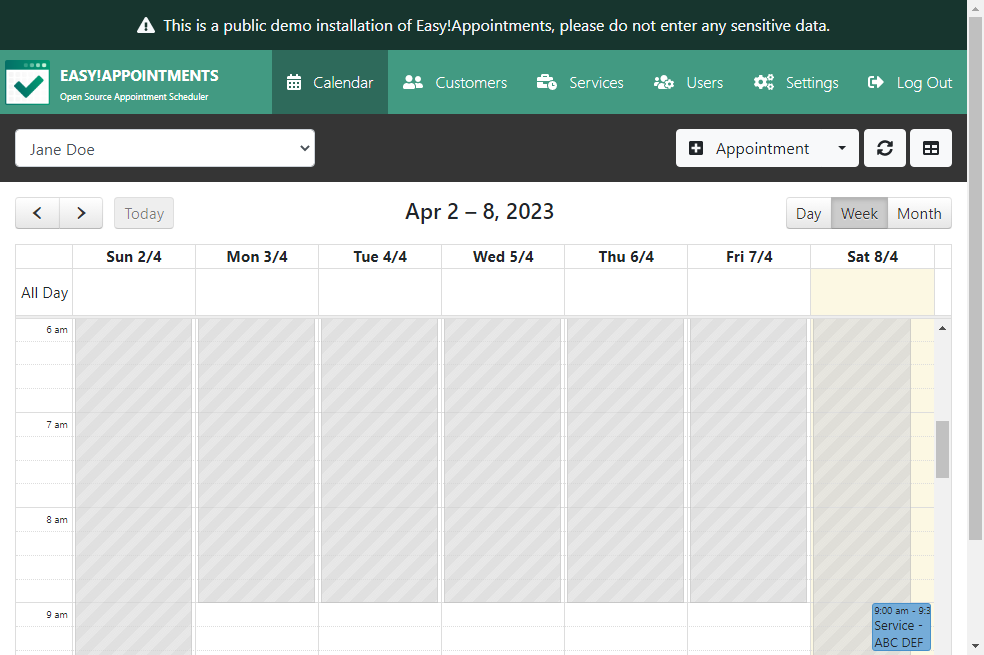 This is a public demo installation of Easy!Appointments, please do not enter any sensitive data.
EASY!APPOINTMENTS
Open Source Appointment Scheduler
Calendar
Customers
Services
Users
Settings
Log Out
Jane Doe
Appointment
Today
Apr 2 – 8, 2023
Day
Week
Month
Sun 2/4
Mon 3/4
Tue 4/4
Wed 5/4
Thu 6/4
Fri 7/4
Sat 8/4
All Day
6 am
7 am
8 am
9 am
9:00 am - 9:3
Service -
ABC DEF